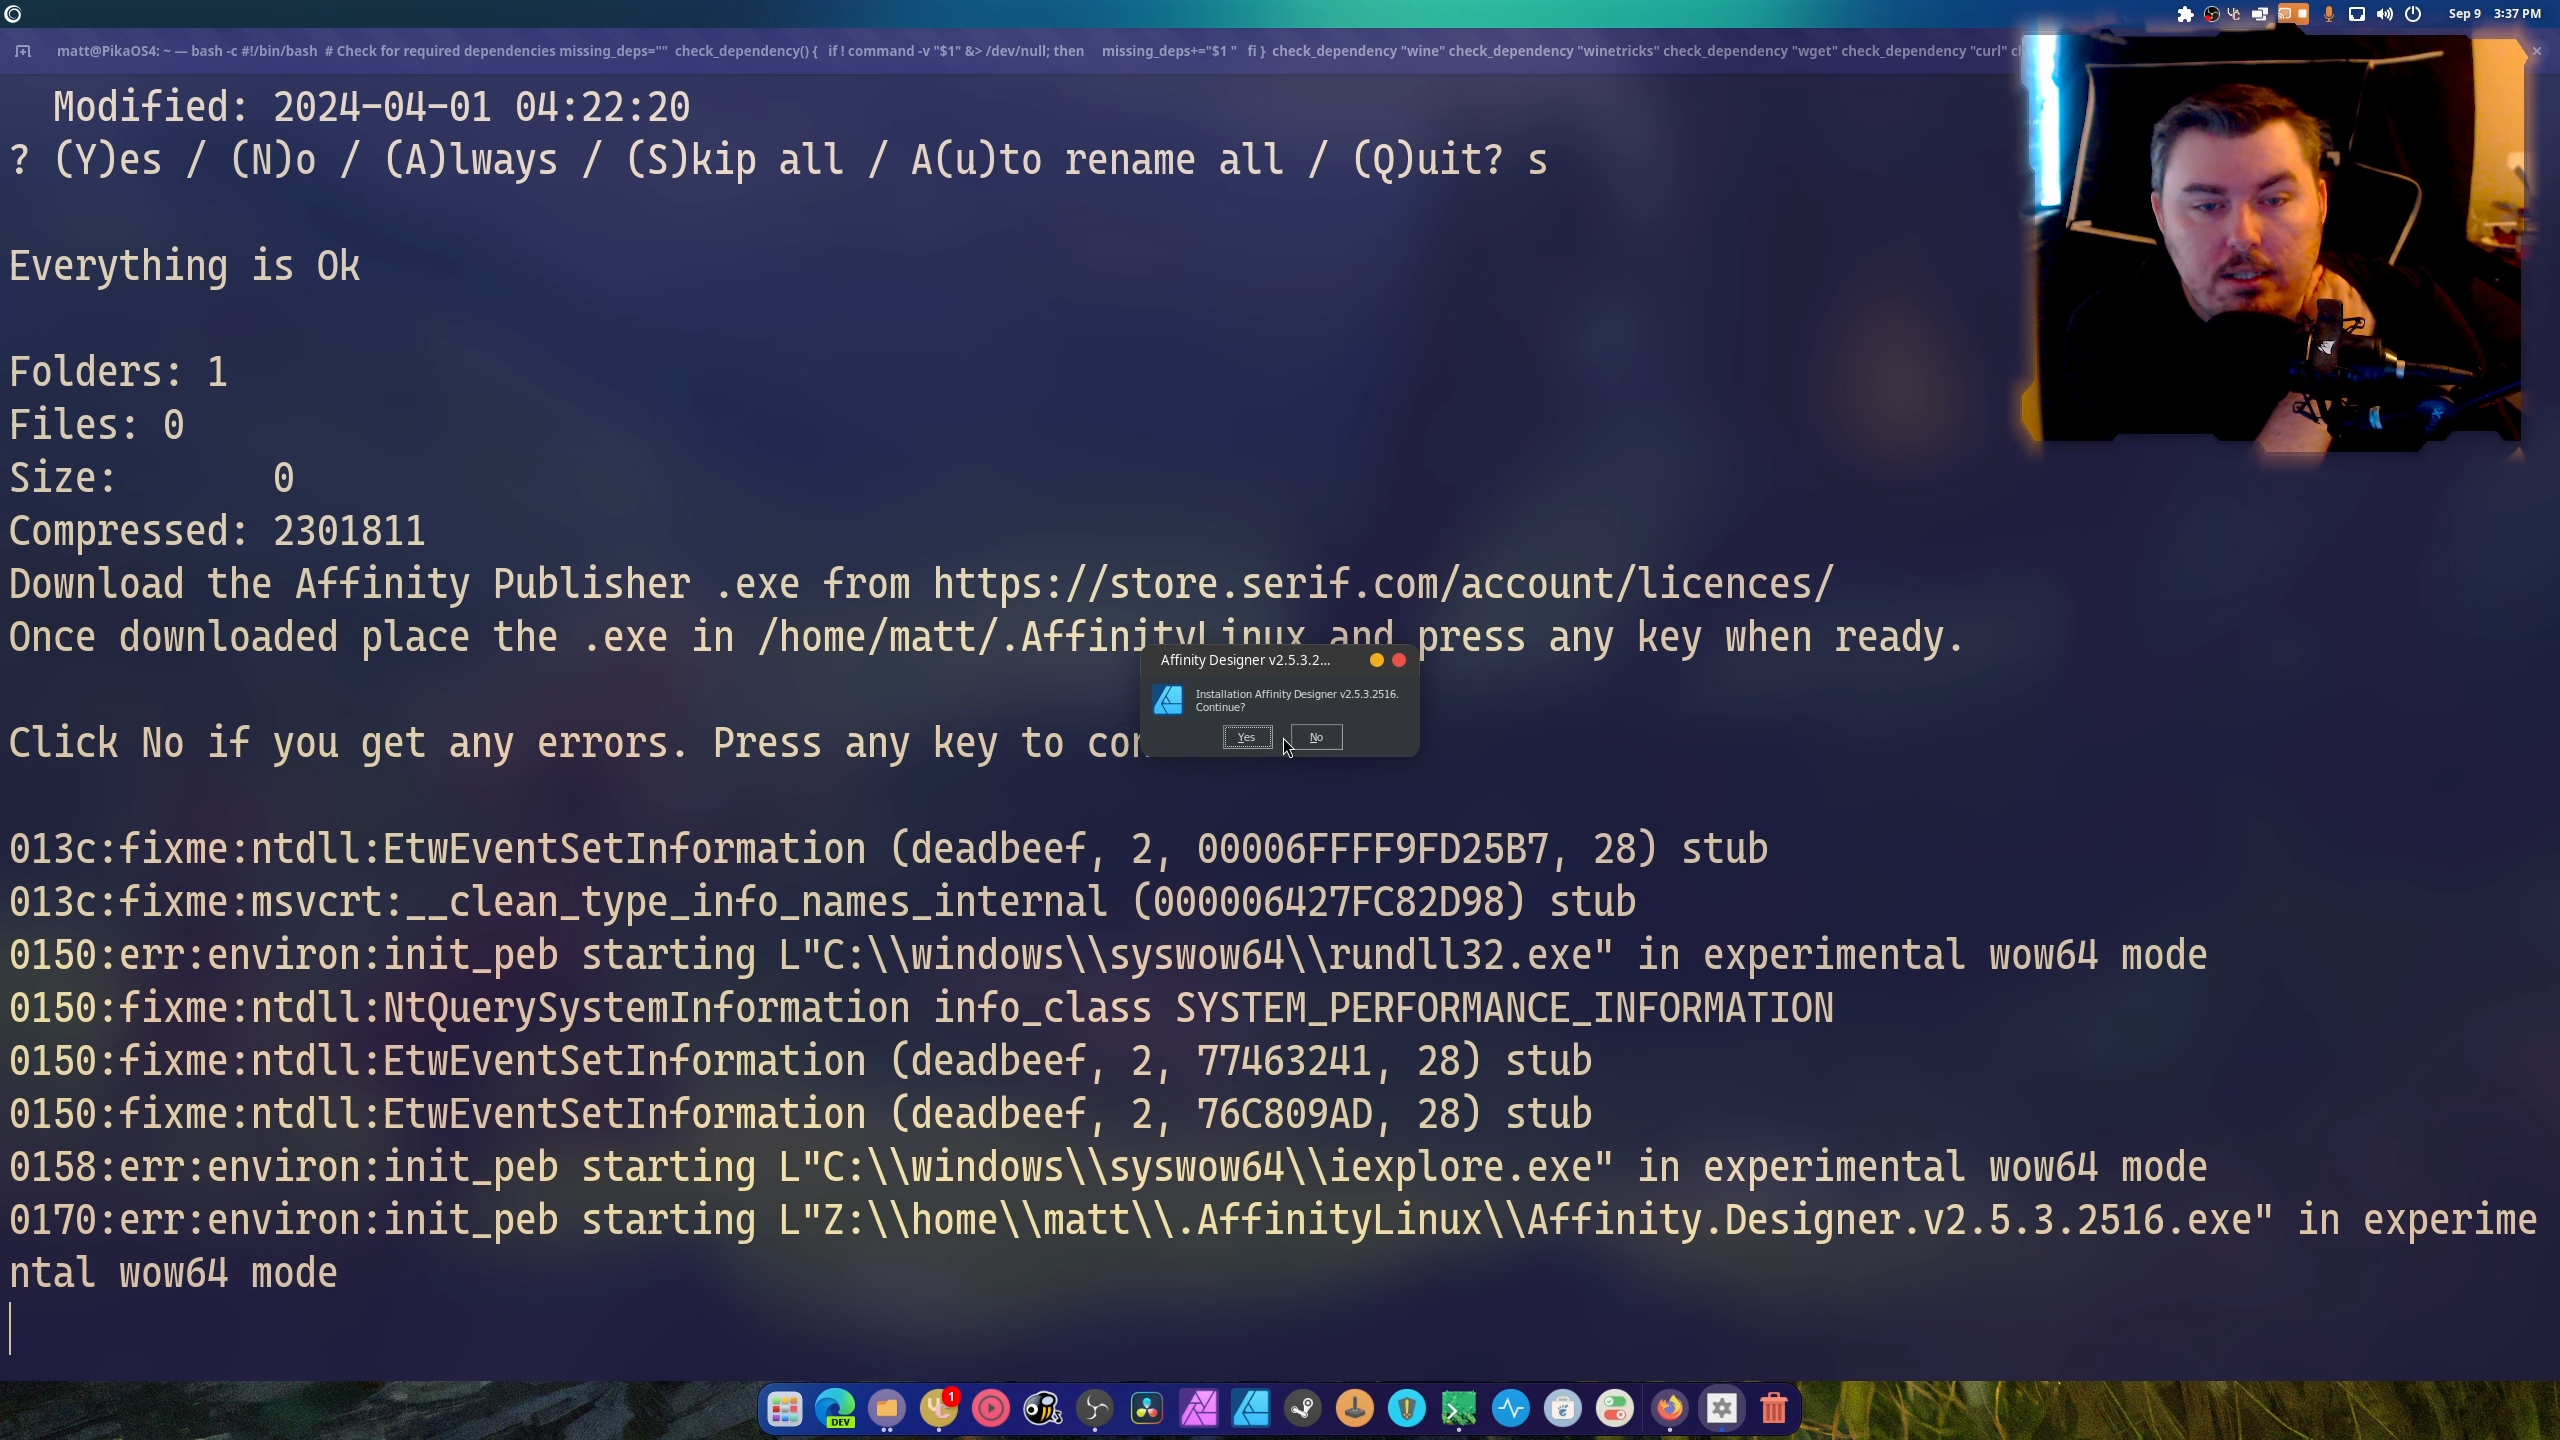 Sep 9 3:37 PM
matt@PikaOS4: ~ — bash -c #!/bin/bash # Check for required dependencies missing_deps="" check_dependency() { if ! command -v "$1" &> /dev/null; then missing_deps+="$1 " fi } check_dependency "wine" check_dependency "winetricks" check_dependency "wget" check_dependency "curl"
Modified: 2024-04-01 04:22:20
? (Y)es / (N)o / (A)lways / (S)kip all / A(u)to rename all / (Q)uit? s
Everything is Ok
Folders: 1
Files: 0
Size: 0
Compressed: 2301811
Download the Affinity Publisher .exe from https://store.serif.com/account/licences/
Once downloaded place the .exe in /home/matt/.AffinityLinux and press any key when ready.
Affinity Designer v2.5.3.2...
Installation Affinity Designer v2.5.3.2516.
Continue?
Yes No
Click No if you get any errors. Press any key to
013c:fixme:ntdll:EtwEventSetInformation (deadbeef, 2, 00006FFFF9FD25B7, 28) stub
013c:fixme:msvcrt:__clean_type_info_names_internal (000006427FC82D98) stub
0150:err:environ:init_peb starting L"C:\\windows\\syswow64\\rundll32.exe" in experimental wow64 mode
0150:fixme:ntdll:NtQuerySystemInformation info_class SYSTEM_PERFORMANCE_INFORMATION
0150:fixme:ntdll:EtwEventSetInformation (deadbeef, 2, 77463241, 28) stub
0150:fixme:ntdll:EtwEventSetInformation (deadbeef, 2, 76C809AD, 28) stub
0158:err:environ:init_peb starting L"C:\\windows\\syswow64\\iexplore.exe" in experimental wow64 mode
0170:err:environ:init_peb starting L"Z:\\home\\matt\\.AffinityLinux\\Affinity.Designer.v2.5.3.2516.exe" in experime
ntal wow64 mode
1
DEV